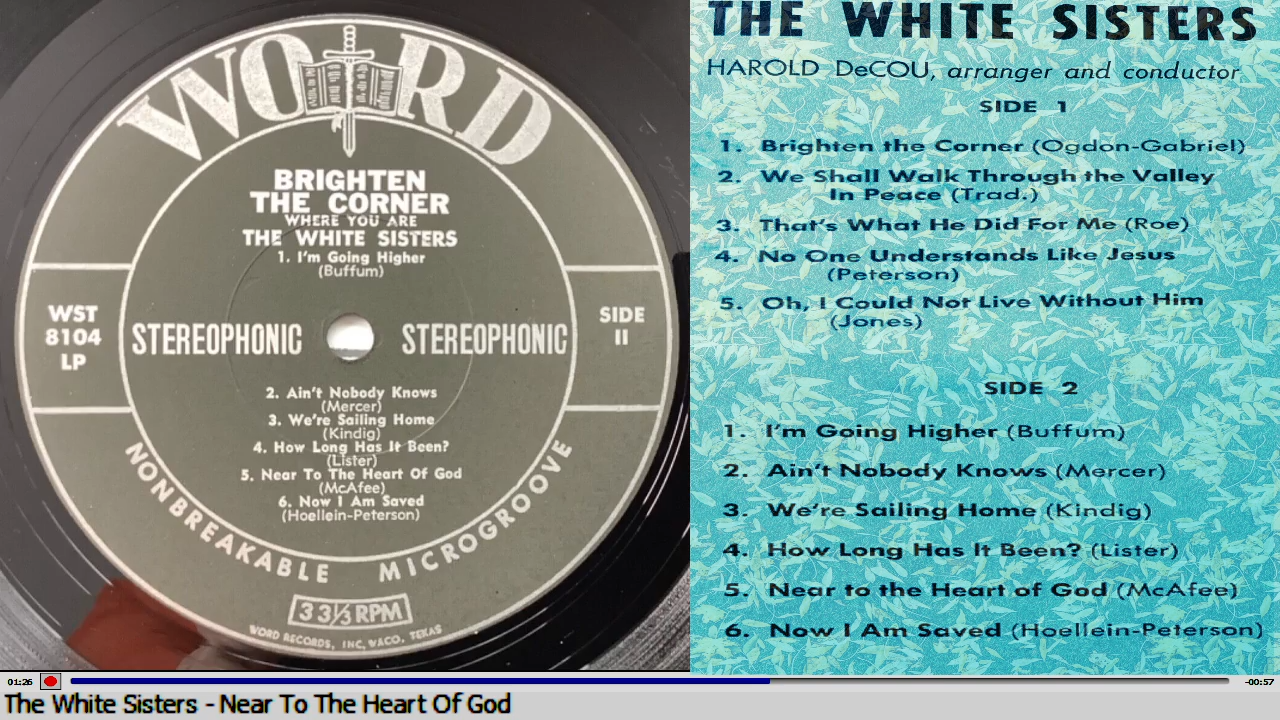 WORD
BRIGHTEN
THE CORNER
WHERE YOU ARE
THE WHITE SISTERS
1. I'm Going Higher
(Buffum)
WST
8104
LP
STEREOPHONIC
STEREOPHONIC
SIDE
II
2. Ain't Nobody Knows
(Mercer)
3. We're Sailing Home
(Kindig)
4. How Long Has It Been?
(Lister)
5. Near To The Heart Of God
(McAfee)
6. Now I Am Saved
(Hoellein-Peterson)
NONBREAKABLE MICROGROOVE
33⅓ RPM
WORD RECORDS, INC, WACO, TEXAS
THE WHITE SISTERS
HAROLD DeCOU, arranger and conductor
SIDE 1
1. Brighten the Corner (Ogdon-Gabriel)
2. We Shall Walk Through the Valley
In Peace (Trad.)
3. That's What He Did For Me (Roe)
4. No One Understands Like Jesus
(Peterson)
5. Oh, I Could Not Live Without Him
(Jones)
SIDE 2
1. I'm Going Higher (Buffum)
2. Ain't Nobody Knows (Mercer)
3. We're Sailing Home (Kindig)
4. How Long Has It Been? (Lister)
5. Near to the Heart of God (McAfee)
6. Now I Am Saved (Hoellein-Peterson)
01:26
-00:57
The White Sisters - Near To The Heart Of God